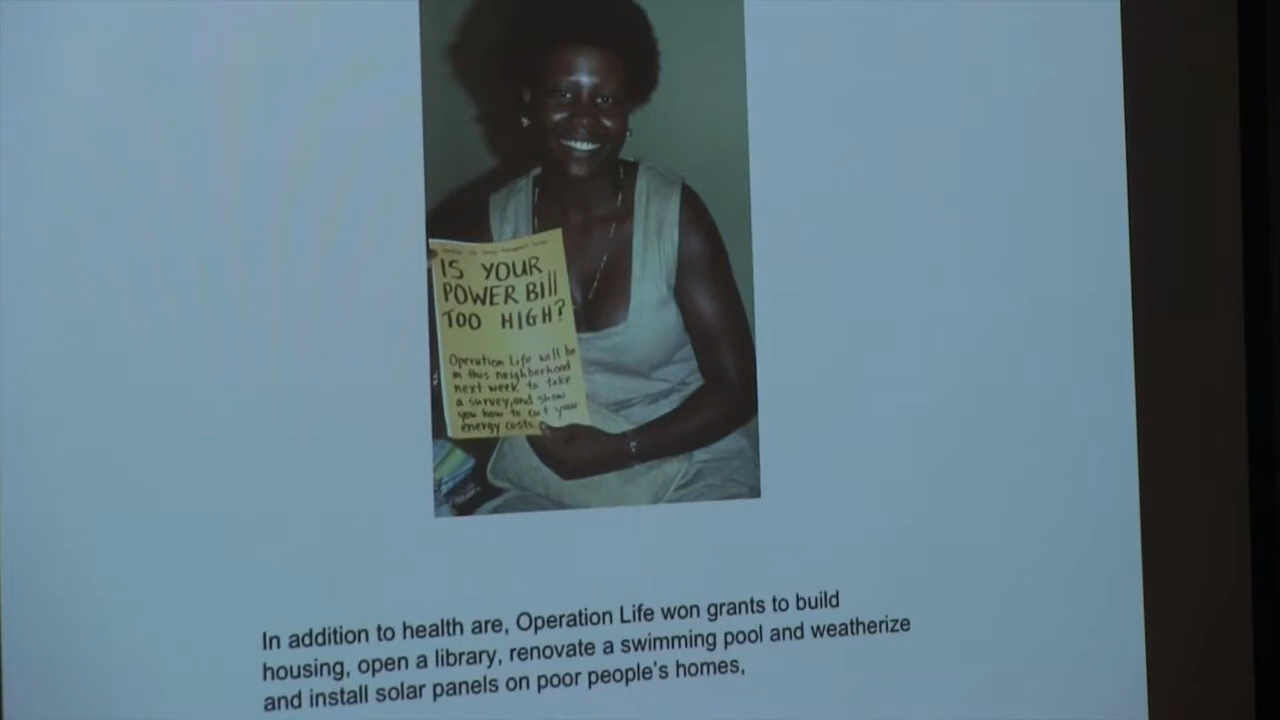 IS YOUR
POWER BIll
TOO HIGH?
Operation Life will be
in this neighborhood
next week to take
a survey, and show
you how to cut your
energy costs.
In addition to health are, Operation Life won grants to build
housing, open a library, renovate a swimming pool and weatherize
and install solar panels on poor people's homes,